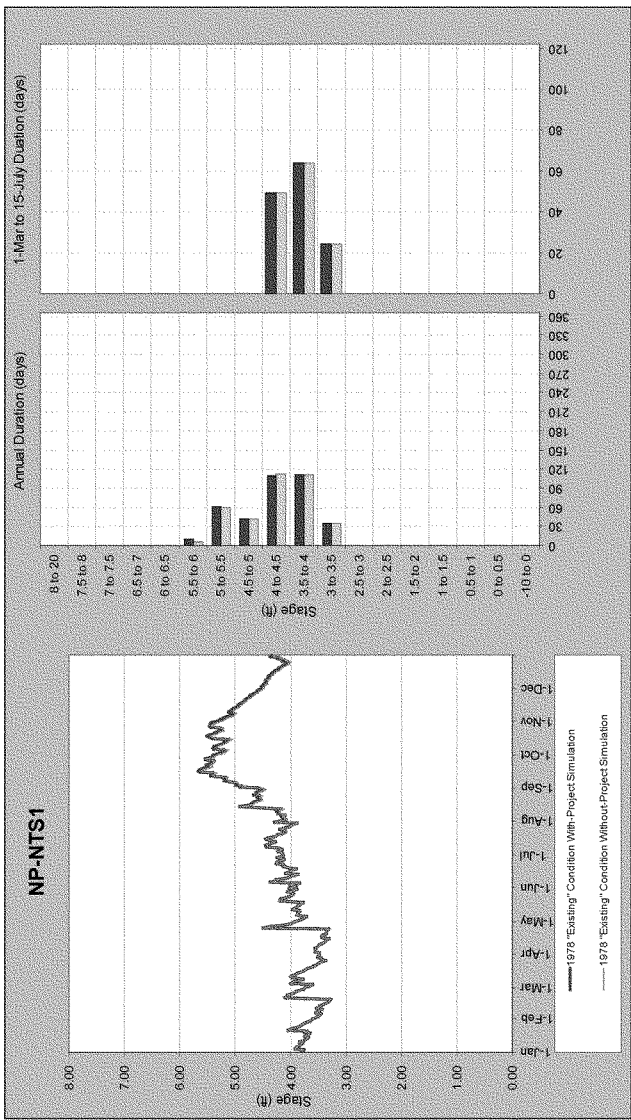 NP-NTS1
8.00
7.00
6.00
5.00
4.00
3.00
2.00
1.00
0.00
Stage (ft)
1-Jan
1-Feb
1-Mar
1-Apr
1-May
1-Jun
1-Jul
1-Aug
1-Sep
1-Oct
1-Nov
1-Dec
1978 "Existing" Condition With-Project Simulation
1978 "Existing" Condition Without-Project Simulation
Annual Duration (days)
8 to 20
7.5 to 8
7 to 7.5
6.5 to 7
6 to 6.5
5.5 to 6
5 to 5.5
4.5 to 5
4 to 4.5
3.5 to 4
3 to 3.5
2.5 to 3
2 to 2.5
1.5 to 2
1 to 1.5
0.5 to 1
0 to 0.5
-10 to 0
Stage (ft)
0
30
60
90
120
150
180
210
240
270
300
330
360
1-Mar to 15-July Duation (days)
0
20
40
60
80
100
120